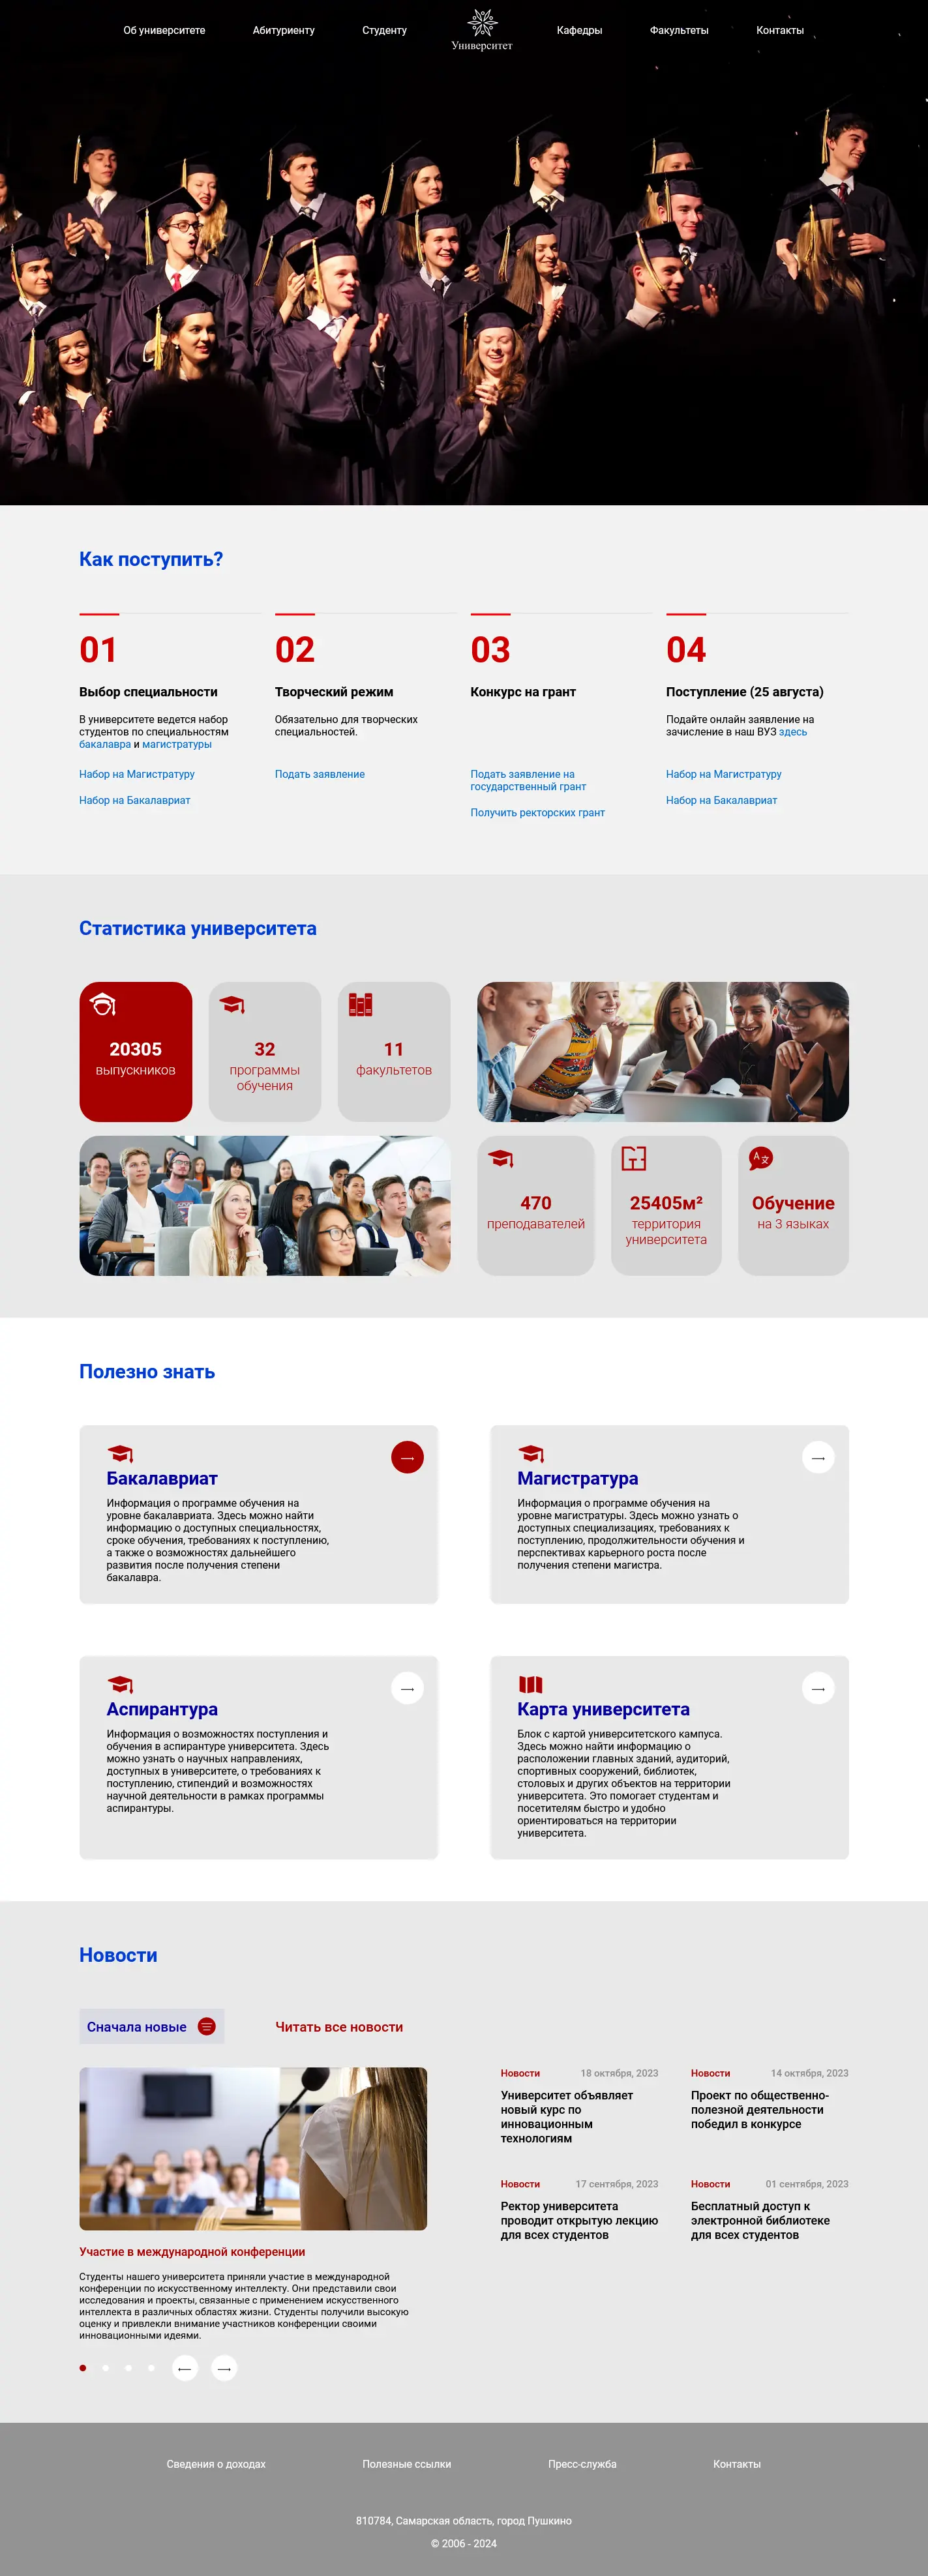 Об университете
Абитуриенту
Студенту
Университет
Кафедры
Факультеты
Контакты
Как поступить?
01
Выбор специальности
В университете ведется набор
студентов по специальностям
бакалавра и магистратуры
Набор на Магистратуру
Набор на Бакалавриат
02
Творческий режим
Обязательно для творческих
специальностей.
Подать заявление
03
Конкурс на грант
Подать заявление на
государственный грант
Получить ректорских грант
04
Поступление (25 августа)
Подайте онлайн заявление на
зачисление в наш ВУЗ здесь
Набор на Магистратуру
Набор на Бакалавриат
Статистика университета
20305
выпускников
32
программы
обучения
11
факультетов
470
преподавателей
25405м²
территория
университета
Обучение
на 3 языках
Полезно знать
Бакалавриат
Информация о программе обучения на
уровне бакалавриата. Здесь можно найти
информацию о доступных специальностях,
сроке обучения, требованиях к поступлению,
а также о возможностях дальнейшего
развития после получения степени
бакалавра.
Магистратура
Информация о программе обучения на
уровне магистратуры. Здесь можно узнать о
доступных специализациях, требованиях к
поступлению, продолжительности обучения и
перспективах карьерного роста после
получения степени магистра.
Аспирантура
Информация о возможностях поступления и
обучения в аспирантуре университета. Здесь
можно узнать о научных направлениях,
доступных в университете, о требованиях к
поступлению, стипендий и возможностях
научной деятельности в рамках программы
аспирантуры.
Карта университета
Блок с картой университетского кампуса.
Здесь можно найти информацию о
расположении главных зданий, аудиторий,
спортивных сооружений, библиотек,
столовых и других объектов на территории
университета. Это помогает студентам и
посетителям быстро и удобно
ориентироваться на территории
университета.
Новости
Сначала новые
Читать все новости
Участие в международной конференции
Студенты нашего университета приняли участие в международной
конференции по искусственному интеллекту. Они представили свои
исследования и проекты, связанные с применением искусственного
интеллекта в различных областях жизни. Студенты получили высокую
оценку и привлекли внимание участников конференции своими
инновационными идеями.
Новости 18 октября, 2023
Университет объявляет
новый курс по
инновационным
технологиям
Новости 14 октября, 2023
Проект по общественно-
полезной деятельности
победил в конкурсе
Новости 17 сентября, 2023
Ректор университета
проводит открытую лекцию
для всех студентов
Новости 01 сентября, 2023
Бесплатный доступ к
электронной библиотеке
для всех студентов
Сведения о доходах
Полезные ссылки
Пресс-служба
Контакты
810784, Самарская область, город Пушкино
© 2006 - 2024